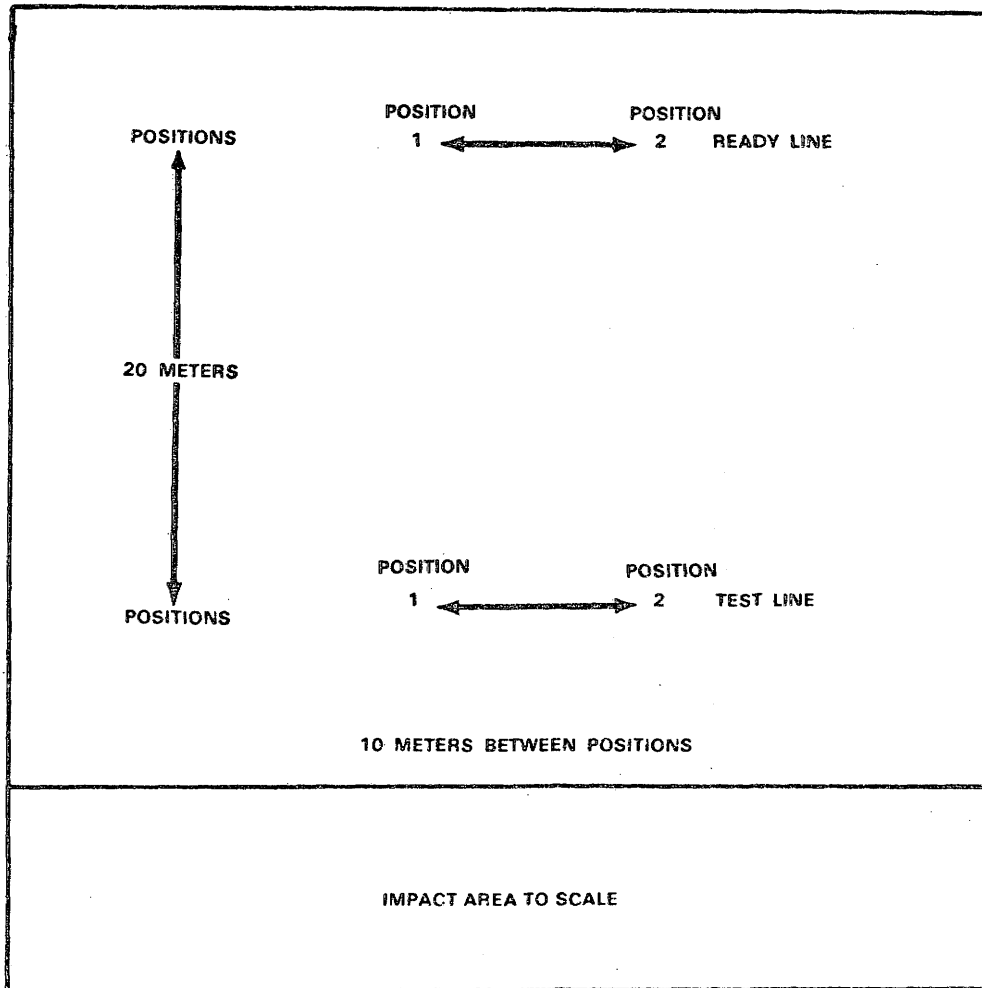 POSITION POSITION
POSITIONS 1 2 READY LINE
20 METERS
POSITION POSITION
1 2 TEST LINE
POSITIONS
10 METERS BETWEEN POSITIONS
IMPACT AREA TO SCALE